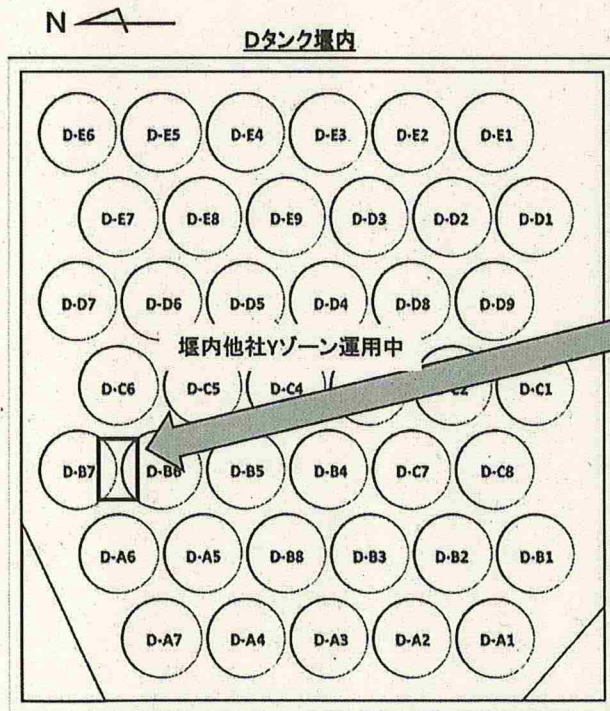 N
Dタンク堰内
D-E6 D-E5 D-E4 D-E3 D-E2 D-E1
D-E7 D-E8 D-E9 D-D3 D-D2 D-D1
D-D7 D-D6 D-D5 D-D4 D-D8 D-D9
堰内他社Yゾーン運用中
D-C6 D-C5 D-C4 D-C1
D-B7 D-B6 D-B5 D-B4 D-C7 D-C8
D-A6 D-A5 D-B8 D-B3 D-B2 D-B1
D-A7 D-A4 D-A3 D-A2 D-A1